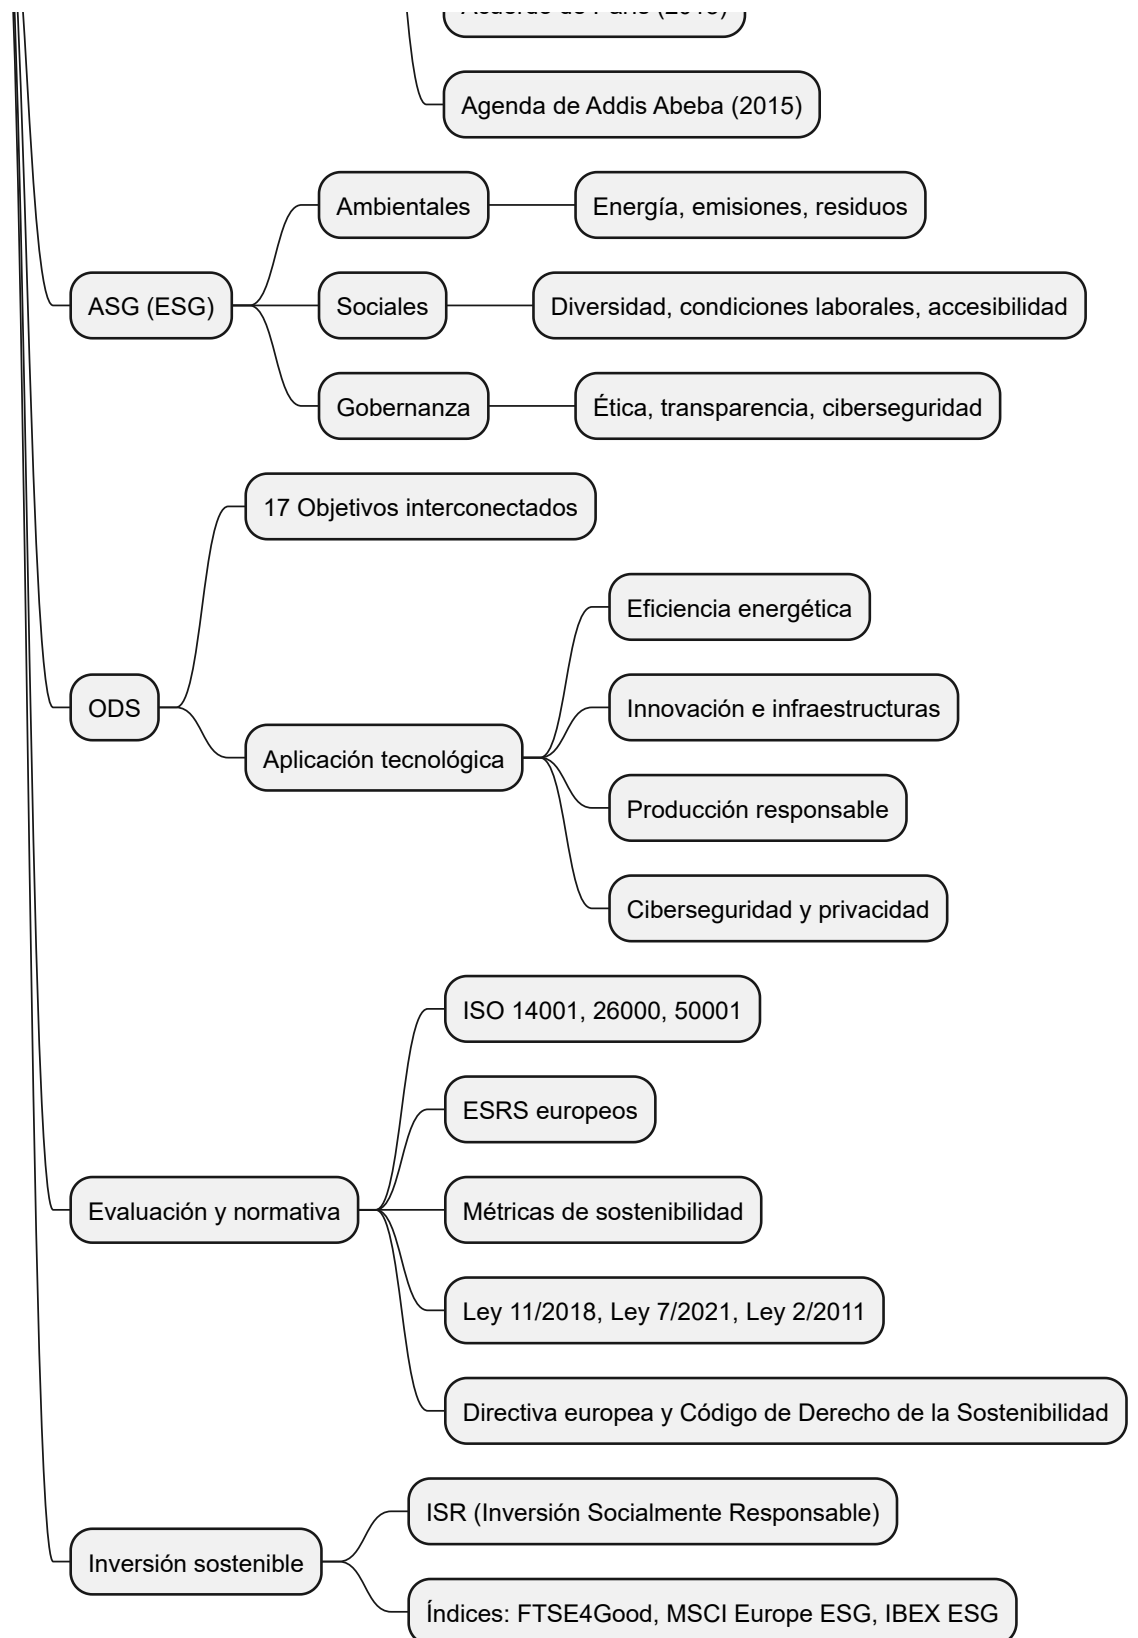 Agenda de Addis Abeba (2015)
Ambientales
Energía, emisiones, residuos
ASG (ESG)
Sociales
Diversidad, condiciones laborales, accesibilidad
Gobernanza
Ética, transparencia, ciberseguridad
17 Objetivos interconectados
Eficiencia energética
ODS
Innovación e infraestructuras
Aplicación tecnológica
Producción responsable
Ciberseguridad y privacidad
ISO 14001, 26000, 50001
ESRS europeos
Evaluación y normativa
Métricas de sostenibilidad
Ley 11/2018, Ley 7/2021, Ley 2/2011
Directiva europea y Código de Derecho de la Sostenibilidad
ISR (Inversión Socialmente Responsable)
Inversión sostenible
Índices: FTSE4Good, MSCI Europe ESG, IBEX ESG